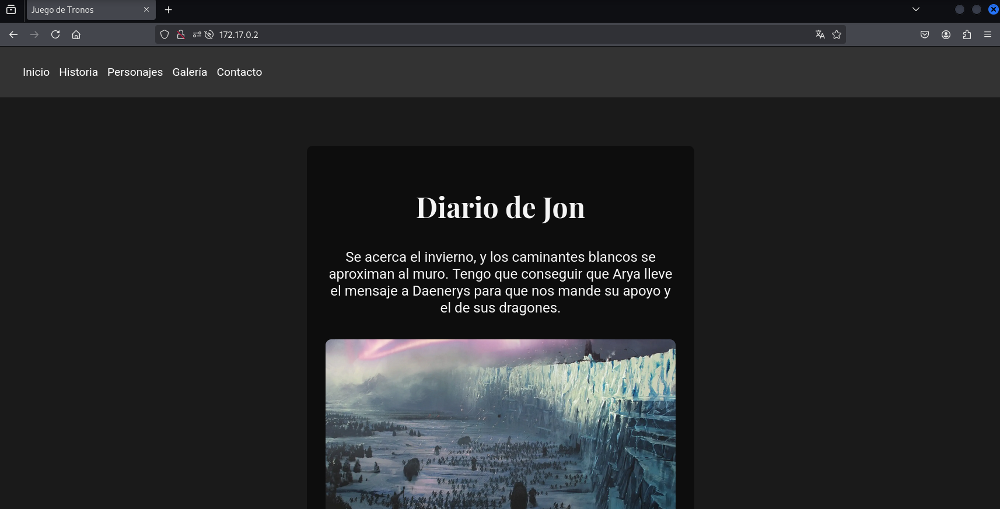 Juego de Tronos
172.17.0.2
Inicio Historia Personajes Galería Contacto
Diario de Jon
Se acerca el invierno, y los caminantes blancos se
aproximan al muro. Tengo que conseguir que Arya lleve
el mensaje a Daenerys para que nos mande su apoyo y
el de sus dragones.